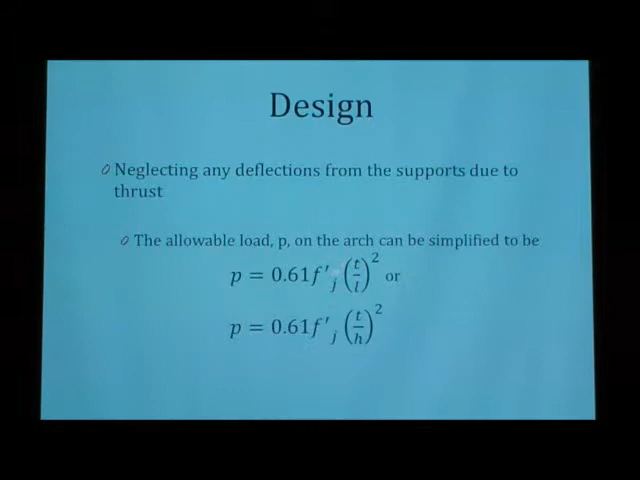 Design
Neglecting any deflections from the supports due to
thrust
The allowable load, p, on the arch can be simplified to be
p = 0.61f'j (t/l)² or
p = 0.61f'j (t/h)²